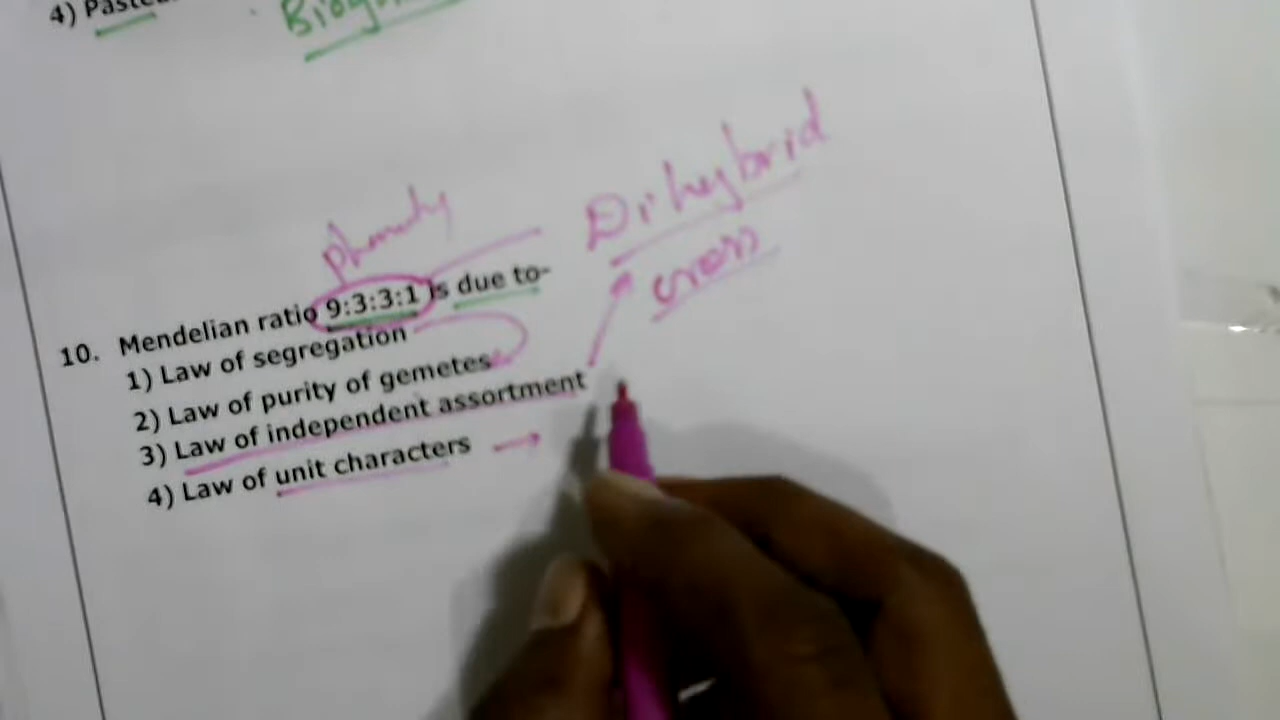 4) Paste
Dihybrid
cross
10. Mendelian ratio 9:3:3:1 is due to-
1) Law of segregation
2) Law of purity of gemetes
3) Law of independent assortment
4) Law of unit characters